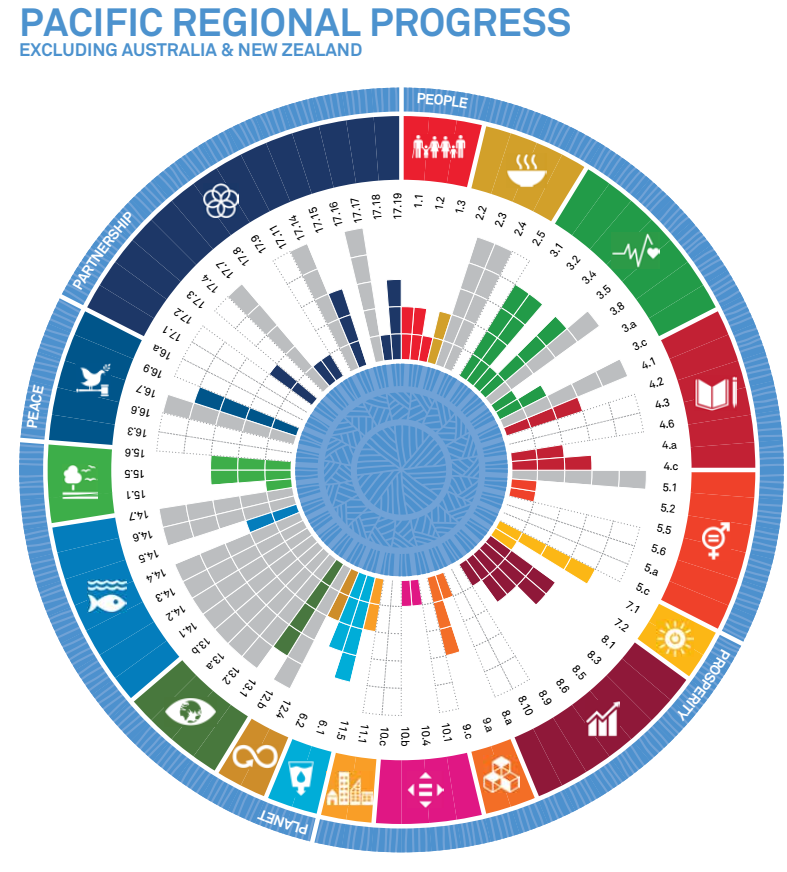 PACIFIC REGIONAL PROGRESS
EXCLUDING AUSTRALIA & NEW ZEALAND
PEOPLE
1.1
1.2
1.3
2.2
2.3
2.4
2.5
3.1
3.2
3.4
3.5
3.8
3.a
3.c
4.1
4.2
4.3
4.6
4.a
4.c
5.1
5.2
5.5
5.6
5.a
5.c
PROSPERITY
7.1
7.2
8.1
8.3
8.5
8.6
8.9
8.10
8.a
9.a
9.c
10.1
10.4
10.b
10.c
11.1
11.5
PLANET
6.1
6.2
12.4
12.b
13.1
13.2
13.a
13.b
14.1
14.2
14.3
14.4
14.5
14.6
14.7
15.1
15.5
15.6
PEACE
16.3
16.6
16.7
16.9
16.a
PARTNERSHIP
17.1
17.2
17.3
17.4
17.7
17.8
17.9
17.11
17.14
17.15
17.16
17.17
17.18
17.19